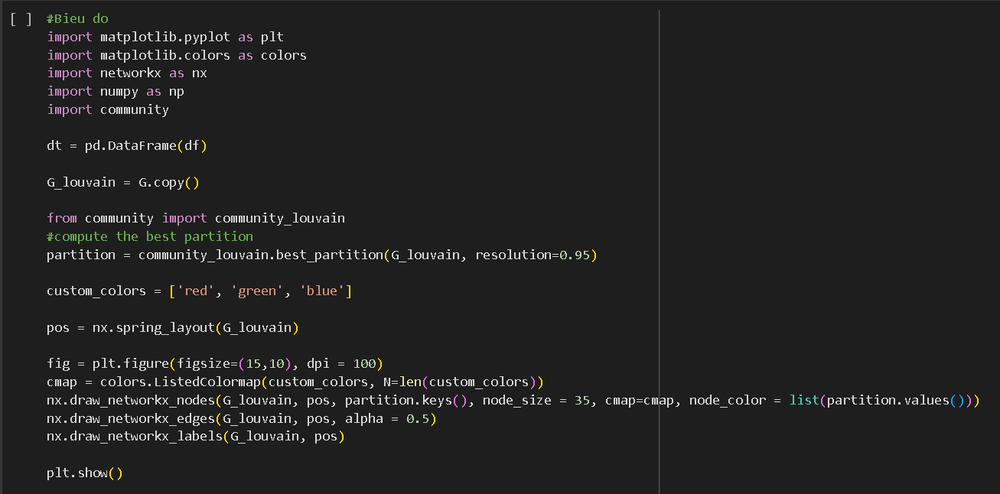 [ ] #Bieu do
import matplotlib.pyplot as plt
import matplotlib.colors as colors
import networkx as nx
import numpy as np
import community
dt = pd.DataFrame(df)
G_louvain = G.copy()
from community import community_louvain
#compute the best partition
partition = community_louvain.best_partition(G_louvain, resolution=0.95)
custom_colors = ['red', 'green', 'blue']
pos = nx.spring_layout(G_louvain)
fig = plt.figure(figsize=(15,10), dpi = 100)
cmap = colors.ListedColormap(custom_colors, N=len(custom_colors))
nx.draw_networkx_nodes(G_louvain, pos, partition.keys(), node_size = 35, cmap=cmap, node_color = list(partition.values()))
nx.draw_networkx_edges(G_louvain, pos, alpha = 0.5)
nx.draw_networkx_labels(G_louvain, pos)
plt.show()